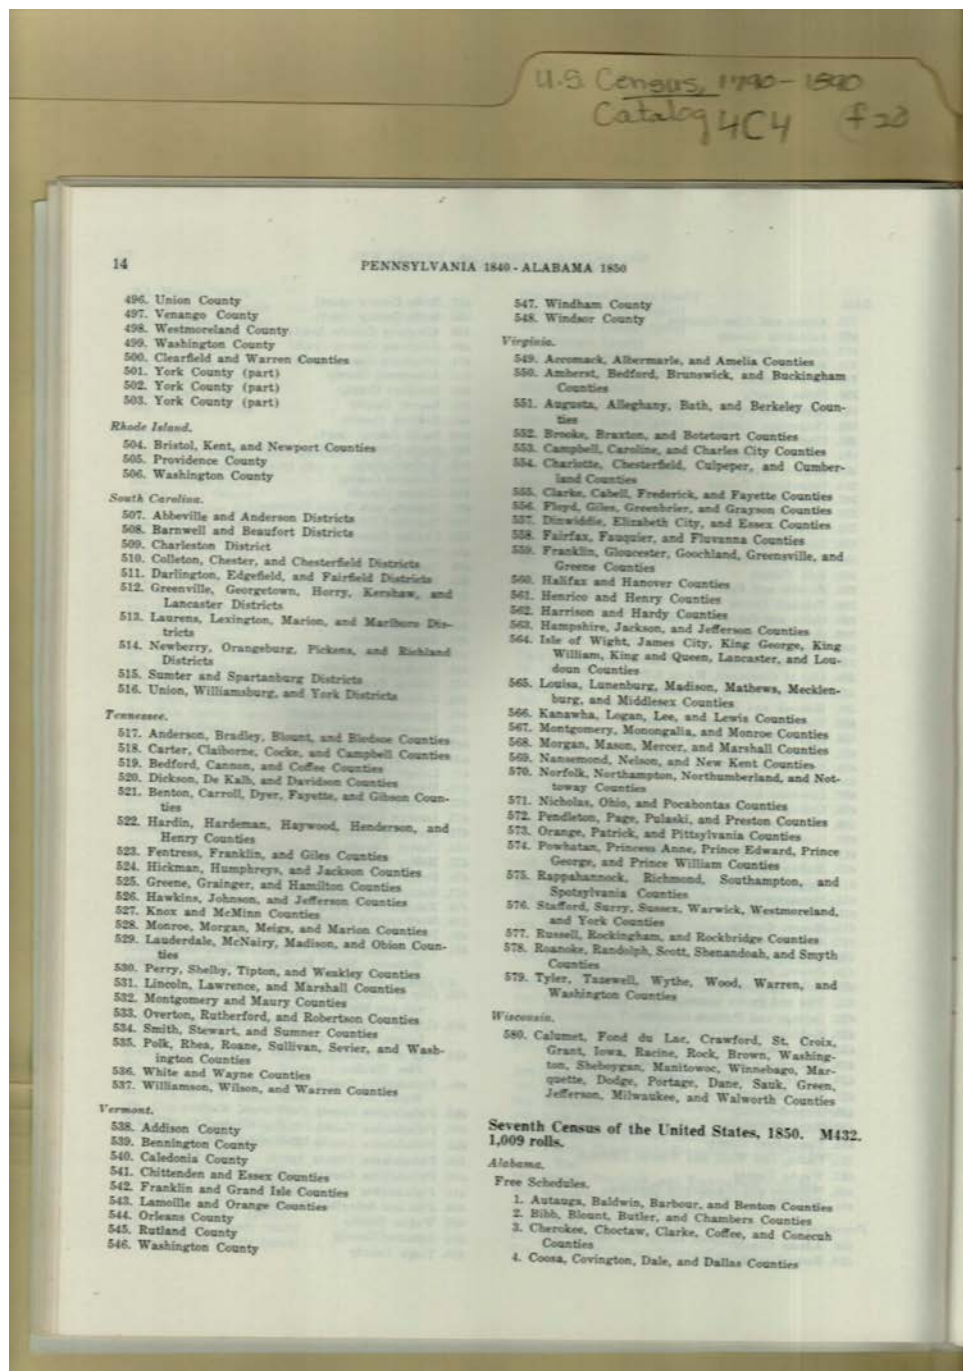 U.S. Census, 1790-1890
Catalog 4C4 f28
14
PENNSYLVANIA 1840 - ALABAMA 1850
496. Union County
497. Venango County
498. Westmoreland County
499. Washington County
500. Clearfield and Warren Counties
501. York County (part)
502. York County (part)
503. York County (part)
Rhode Island.
504. Bristol, Kent, and Newport Counties
505. Providence County
506. Washington County
South Carolina.
507. Abbeville and Anderson Districts
508. Barnwell and Beaufort Districts
509. Charleston District
510. Colleton, Chester, and Chesterfield Districts
511. Darlington, Edgefield, and Fairfield Districts
512. Greenville, Georgetown, Horry, Kershaw, and
Lancaster Districts
513. Laurens, Lexington, Marion, and Marlboro Dis-
tricts
514. Newberry, Orangeburg, Pickens, and Richland
Districts
515. Sumter and Spartanburg Districts
516. Union, Williamsburg, and York Districts
Tennessee.
517. Anderson, Bradley, Blount, and Bledsoe Counties
518. Carter, Claiborne, Cocke, and Campbell Counties
519. Bedford, Cannon, and Coffee Counties
520. Dickson, De Kalb, and Davidson Counties
521. Benton, Carroll, Dyer, Fayette, and Gibson Coun-
ties
522. Hardin, Hardeman, Haywood, Henderson, and
Henry Counties
523. Fentress, Franklin, and Giles Counties
524. Hickman, Humphreys, and Jackson Counties
525. Greene, Grainger, and Hamilton Counties
526. Hawkins, Johnson, and Jefferson Counties
527. Knox and McMinn Counties
528. Monroe, Morgan, Meigs, and Marion Counties
529. Lauderdale, McNairy, Madison, and Obion Coun-
ties
530. Perry, Shelby, Tipton, and Weakley Counties
531. Lincoln, Lawrence, and Marshall Counties
532. Montgomery and Maury Counties
533. Overton, Rutherford, and Robertson Counties
534. Smith, Stewart, and Sumner Counties
535. Polk, Rhea, Roane, Sullivan, Sevier, and Wash-
ington Counties
536. White and Wayne Counties
537. Williamson, Wilson, and Warren Counties
Vermont.
538. Addison County
539. Bennington County
540. Caledonia County
541. Chittenden and Essex Counties
542. Franklin and Grand Isle Counties
543. Lamoille and Orange Counties
544. Orleans County
545. Rutland County
546. Washington County
547. Windham County
548. Windsor County
Virginia.
549. Accomack, Albermarle, and Amelia Counties
550. Amherst, Bedford, Brunswick, and Buckingham
Counties
551. Augusta, Alleghany, Bath, and Berkeley Coun-
ties
552. Brooke, Braxton, and Botetourt Counties
553. Campbell, Caroline, and Charles City Counties
554. Charlotte, Chesterfield, Culpeper, and Cumber-
land Counties
555. Clarke, Cabell, Frederick, and Fayette Counties
556. Floyd, Giles, Greenbrier, and Grayson Counties
557. Dinwiddie, Elizabeth City, and Essex Counties
558. Fairfax, Fauquier, and Fluvanna Counties
559. Franklin, Gloucester, Goochland, Greensville, and
Greene Counties
560. Halifax and Hanover Counties
561. Henrico and Henry Counties
562. Harrison and Hardy Counties
563. Hampshire, Jackson, and Jefferson Counties
564. Isle of Wight, James City, King George, King
William, King and Queen, Lancaster, and Lou-
doun Counties
565. Louisa, Lunenburg, Madison, Mathews, Mecklen-
burg, and Middlesex Counties
566. Kanawha, Logan, Lee, and Lewis Counties
567. Montgomery, Monongalia, and Monroe Counties
568. Morgan, Mason, Mercer, and Marshall Counties
569. Nansemond, Nelson, and New Kent Counties
570. Norfolk, Northampton, Northumberland, and Not-
toway Counties
571. Nicholas, Ohio, and Pocahontas Counties
572. Pendleton, Page, Pulaski, and Preston Counties
573. Orange, Patrick, and Pittsylvania Counties
574. Powhatan, Princess Anne, Prince Edward, Prince
George, and Prince William Counties
575. Rappahannock, Richmond, Southampton, and
Spotsylvania Counties
576. Stafford, Surry, Sussex, Warwick, Westmoreland,
and York Counties
577. Russell, Rockingham, and Rockbridge Counties
578. Roanoke, Randolph, Scott, Shenandoah, and Smyth
Counties
579. Tyler, Tazewell, Wythe, Wood, Warren, and
Washington Counties
Wisconsin.
580. Calumet, Fond du Lac, Crawford, St. Croix,
Grant, Iowa, Racine, Rock, Brown, Washing-
ton, Sheboygan, Manitowoc, Winnebago, Mar-
quette, Dodge, Portage, Dane, Sauk, Green,
Jefferson, Milwaukee, and Walworth Counties
Seventh Census of the United States, 1850. M432.
1,009 rolls.
Alabama.
Free Schedules.
1. Autauga, Baldwin, Barbour, and Benton Counties
2. Bibb, Blount, Butler, and Chambers Counties
3. Cherokee, Choctaw, Clarke, Coffee, and Conecuh
Counties
4. Coosa, Covington, Dale, and Dallas Counties